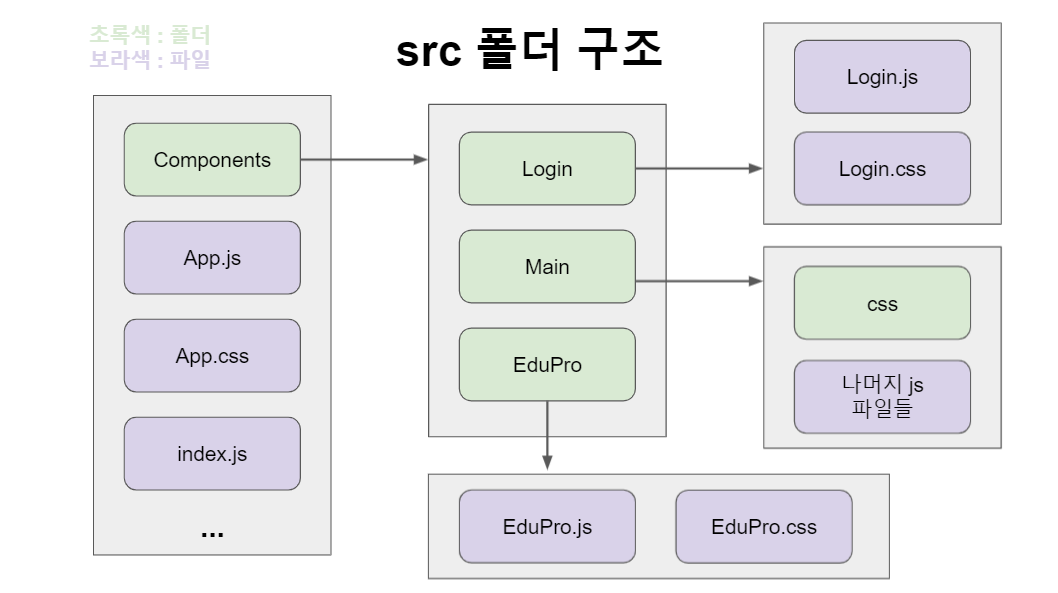 초록색 : 폴더
보라색 : 파일
src 폴더 구조
Components
App.js
App.css
index.js
...
Login
Main
EduPro
Login.js
Login.css
css
나머지 js
파일들
EduPro.js
EduPro.css